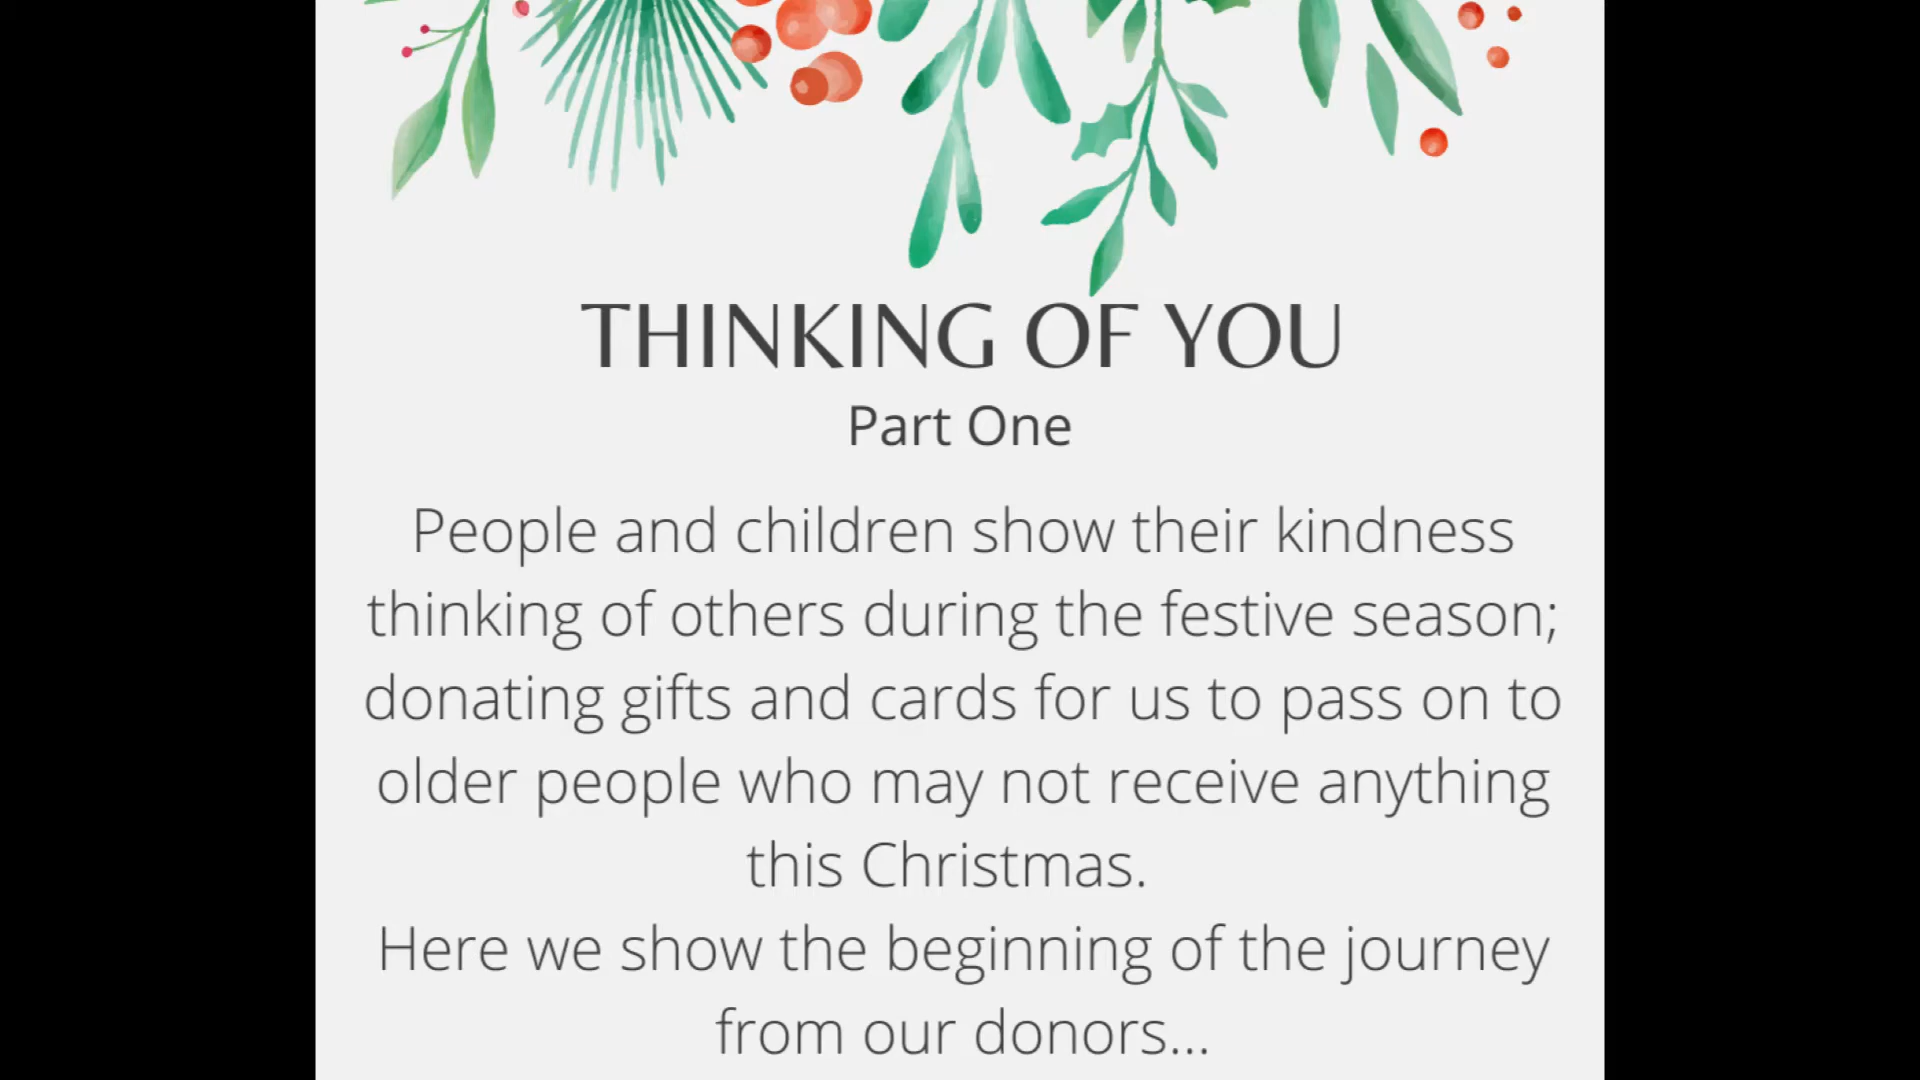 THINKING OF YOU
Part One
People and children show their kindness
thinking of others during the festive season;
donating gifts and cards for us to pass on to
older people who may not receive anything
this Christmas.
Here we show the beginning of the journey
from our donors...